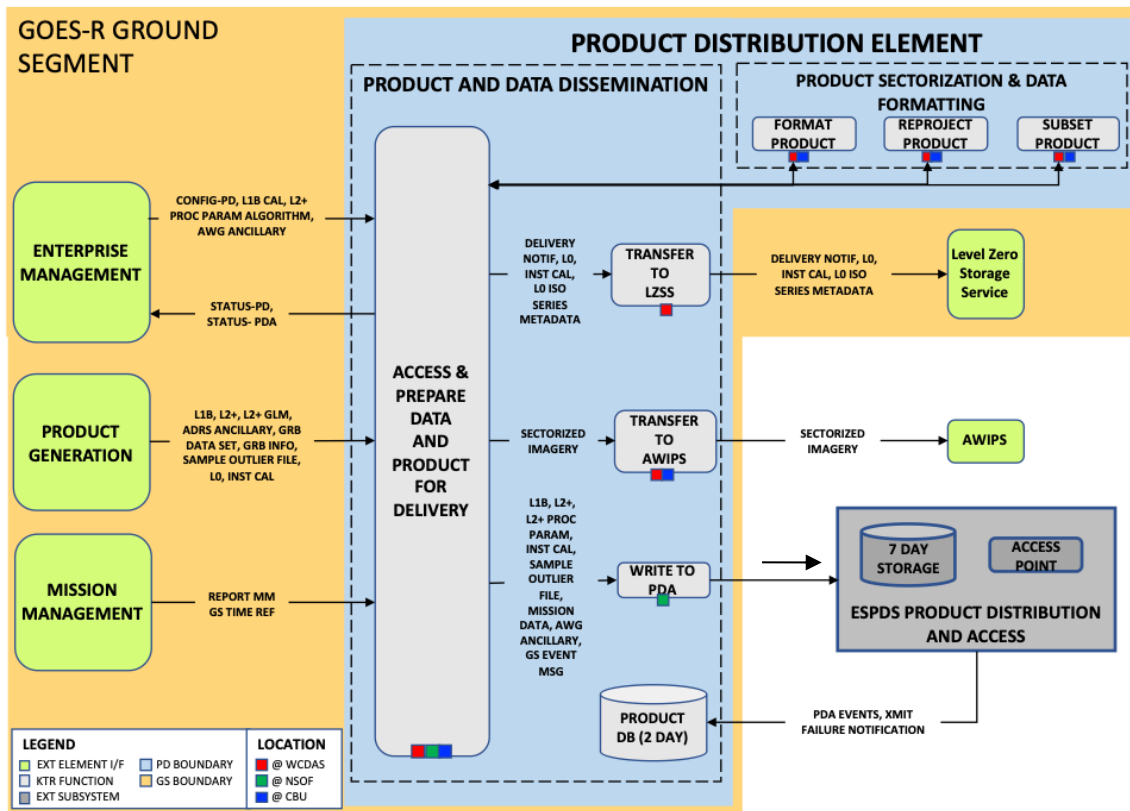 GOES-R GROUND
SEGMENT
PRODUCT DISTRIBUTION ELEMENT
PRODUCT AND DATA DISSEMINATION
PRODUCT SECTORIZATION & DATA
FORMATTING
FORMAT
PRODUCT
REPROJECT
PRODUCT
SUBSET
PRODUCT
ENTERPRISE
MANAGEMENT
CONFIG-PD, L1B CAL, L2+
PROC PARAM ALGORITHM,
AWG ANCILLARY
STATUS-PD,
STATUS- PDA
DELIVERY
NOTIF, L0,
INST CAL,
L0 ISO
SERIES
METADATA
TRANSFER
TO
LZSS
DELIVERY NOTIF, L0,
INST CAL, L0 ISO
SERIES METADATA
Level Zero
Storage
Service
ACCESS &
PREPARE
DATA
AND
PRODUCT
FOR
DELIVERY
PRODUCT
GENERATION
L1B, L2+, L2+ GLM,
ADRS ANCILLARY, GRB
DATA SET, GRB INFO,
SAMPLE OUTLIER FILE,
L0, INST CAL
SECTORIZED
IMAGERY
TRANSFER
TO
AWIPS
SECTORIZED
IMAGERY
AWIPS
MISSION
MANAGEMENT
REPORT MM
GS TIME REF
L1B, L2+,
L2+ PROC
PARAM,
INST CAL,
SAMPLE
OUTLIER
FILE,
MISSION
DATA, AWG
ANCILLARY,
GS EVENT
MSG
WRITE TO
PDA
7 DAY
STORAGE
ACCESS
POINT
ESPDS PRODUCT DISTRIBUTION
AND ACCESS
PRODUCT
DB (2 DAY)
PDA EVENTS, XMIT
FAILURE NOTIFICATION
LEGEND
EXT ELEMENT I/F
KTR FUNCTION
EXT SUBSYSTEM
PD BOUNDARY
GS BOUNDARY
LOCATION
@ WCDAS
@ NSOF
@ CBU